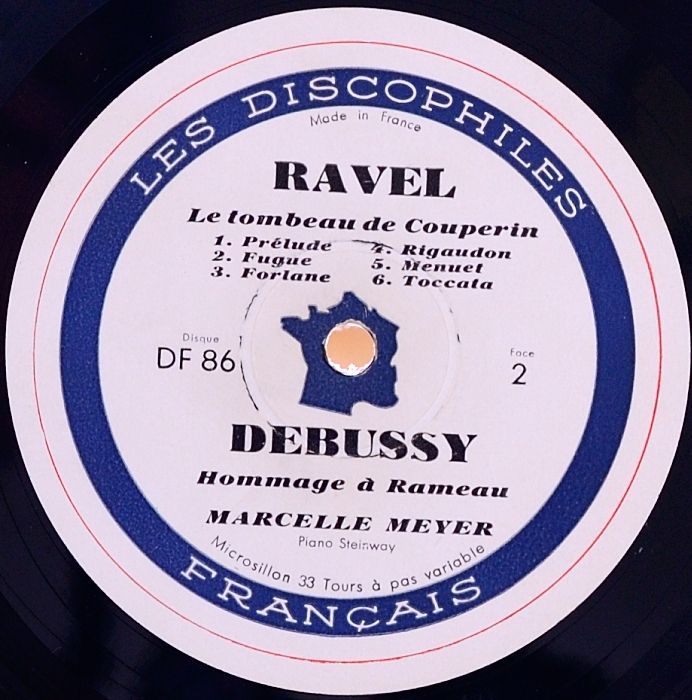 LES DISCOPHILES
Made in France
RAVEL
Le tombeau de Couperin
1. Prélude
2. Fugue
3. Forlane
4. Rigaudon
5. Menuet
6. Toccata
Disque
DF 86
Face
2
DEBUSSY
Hommage à Rameau
MARCELLE MEYER
Piano Steinway
Microsillon 33 Tours à pas variable
FRANÇAIS